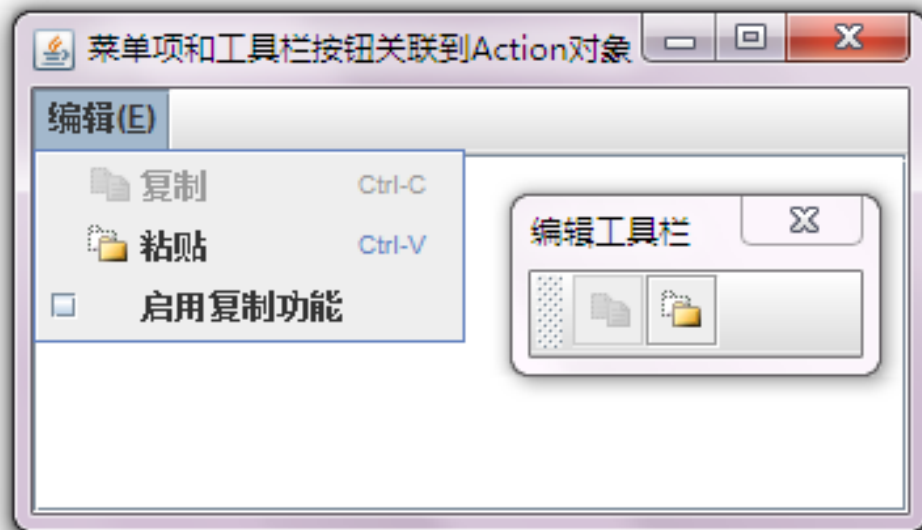 菜单项和工具栏按钮关联到Action对象
编辑(E)
复制 Ctrl-C
粘贴 Ctrl-V
启用复制功能
编辑工具栏